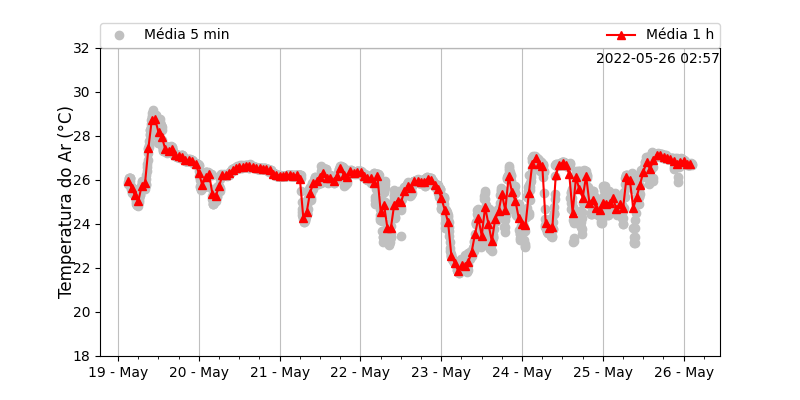 Média 5 min
Média 1 h
2022-05-26 02:57
Temperatura do Ar (°C)
32
30
28
26
24
22
20
18
19 - May
20 - May
21 - May
22 - May
23 - May
24 - May
25 - May
26 - May